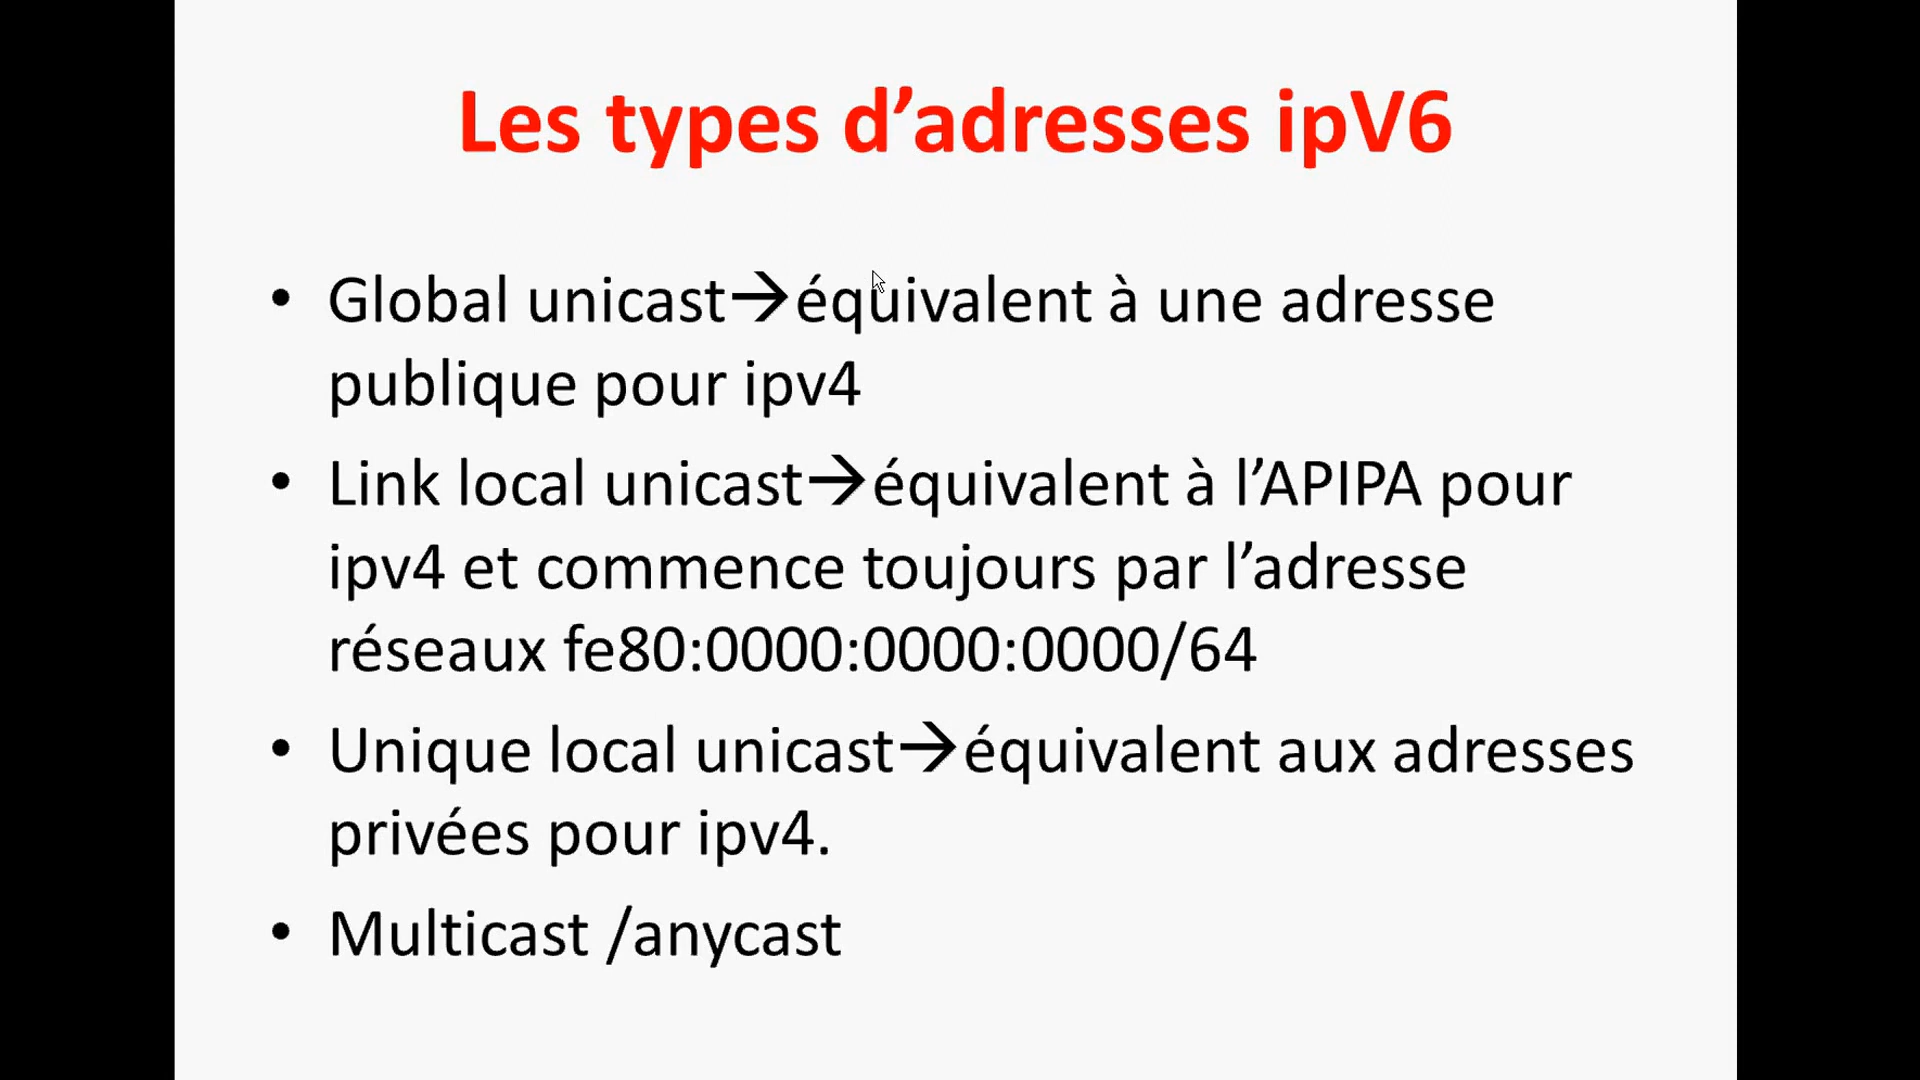 Les types d’adresses ipV6
• Global unicast→équivalent à une adresse
publique pour ipv4
• Link local unicast→équivalent à l’APIPA pour
ipv4 et commence toujours par l’adresse
réseaux fe80:0000:0000:0000/64
• Unique local unicast→équivalent aux adresses
privées pour ipv4.
• Multicast /anycast